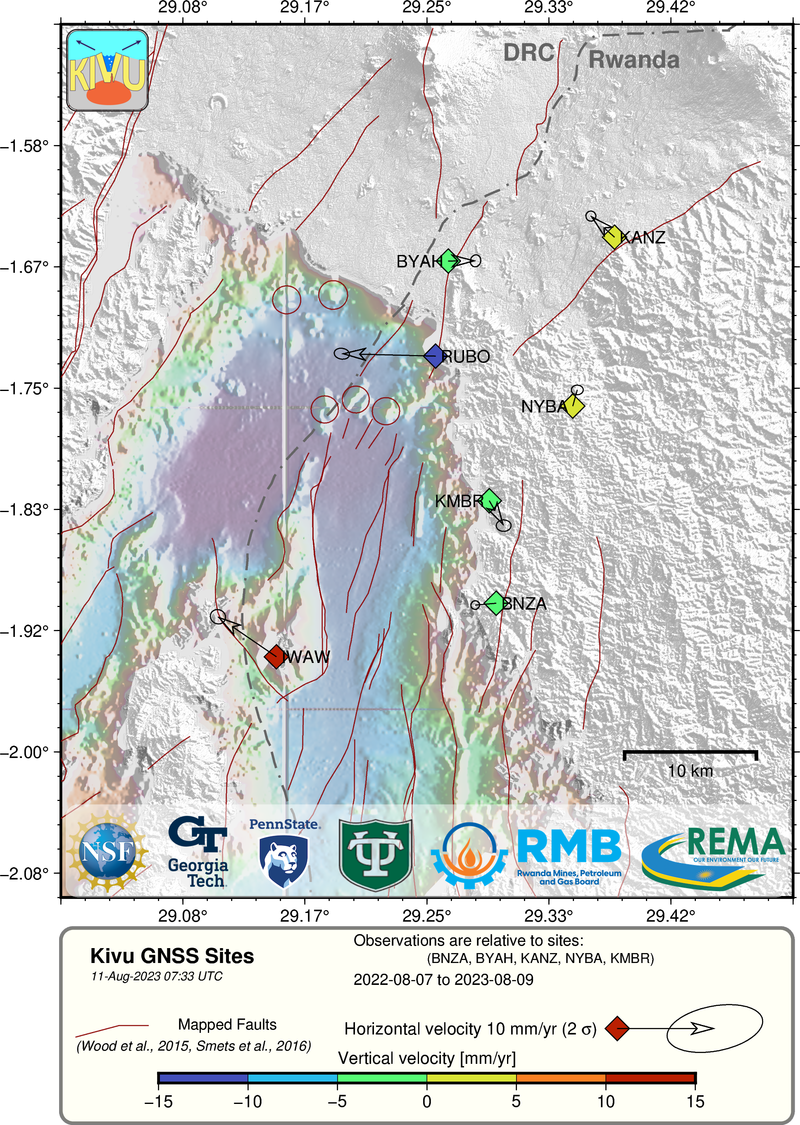 29.08° 29.17° 29.25° 29.33° 29.42°
KIVU
DRC
Rwanda
−1.58°
KANZ
BYAH
−1.67°
RUBO
−1.75°
NYBA
KMBR
−1.83°
BNZA
−1.92°
IWAW
−2.00°
10 km
NSF
GT
Georgia
Tech
PennState
TU
RMB
Rwanda Mines, Petroleum
and Gas Board
REMA
OUR ENVIRONMENT OUR FUTURE
−2.08°
29.08° 29.17° 29.25° 29.33° 29.42°
Kivu GNSS Sites
11-Aug-2023 07:33 UTC
Observations are relative to sites:
(BNZA, BYAH, KANZ, NYBA, KMBR)
2022-08-07 to 2023-08-09
Mapped Faults
(Wood et al., 2015, Smets et al., 2016)
Horizontal velocity 10 mm/yr (2 σ)
Vertical velocity [mm/yr]
−15 −10 −5 0 5 10 15